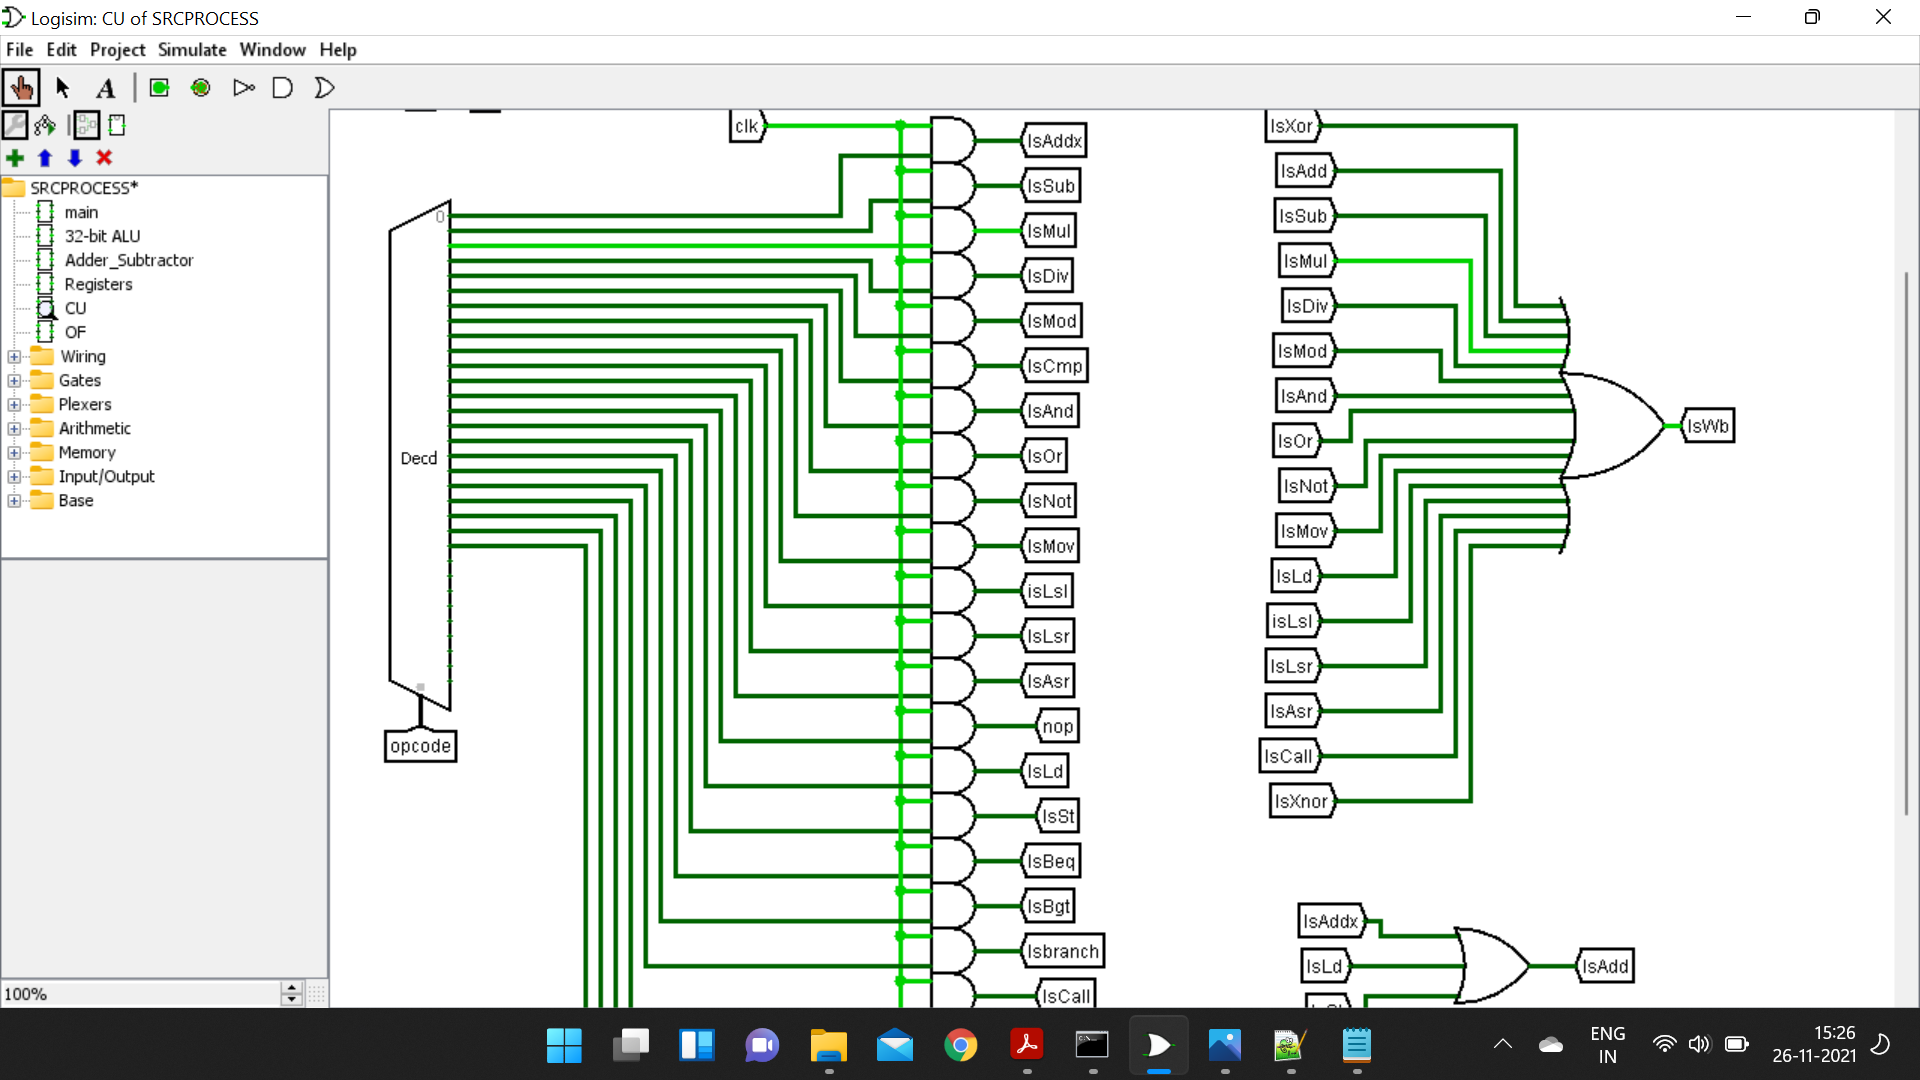 Logisim: CU of SRCPROCESS
File Edit Project Simulate Window Help
A
SRCPROCESS*
main
32-bit ALU
Adder_Subtractor
Registers
CU
OF
Wiring
Gates
Plexers
Arithmetic
Memory
Input/Output
Base
100%
clk
0
Decd
opcode
IsAddx
IsSub
IsMul
IsDiv
IsMod
IsCmp
IsAnd
IsOr
IsNot
IsMov
isLsl
IsLsr
IsAsr
nop
IsLd
IsSt
IsBeq
IsBgt
Isbranch
IsCall
IsXor
IsAdd
IsSub
IsMul
IsDiv
IsMod
IsAnd
IsOr
IsNot
IsMov
IsLd
isLsl
IsLsr
IsAsr
IsCall
IsXnor
IsWb
IsAddx
IsLd
IsAdd
ENG
IN
15:26
26-11-2021